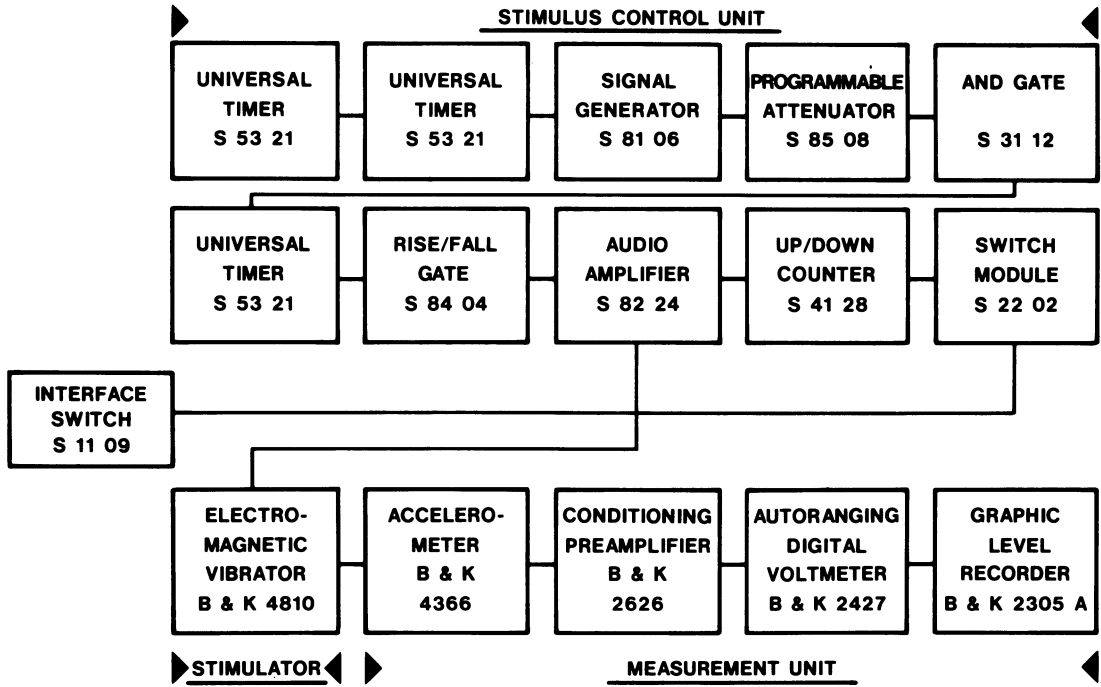 STIMULUS CONTROL UNIT
UNIVERSAL
TIMER
S 53 21
UNIVERSAL
TIMER
S 53 21
SIGNAL
GENERATOR
S 81 06
PROGRAMMABLE
ATTENUATOR
S 85 08
AND GATE
S 31 12
UNIVERSAL
TIMER
S 53 21
RISE/FALL
GATE
S 84 04
AUDIO
AMPLIFIER
S 82 24
UP/DOWN
COUNTER
S 41 28
SWITCH
MODULE
S 22 02
INTERFACE
SWITCH
S 11 09
ELECTRO-
MAGNETIC
VIBRATOR
B & K 4810
ACCELERO-
METER
B & K
4366
CONDITIONING
PREAMPLIFIER
B & K
2626
AUTORANGING
DIGITAL
VOLTMETER
B & K 2427
GRAPHIC
LEVEL
RECORDER
B & K 2305 A
STIMULATOR
MEASUREMENT UNIT